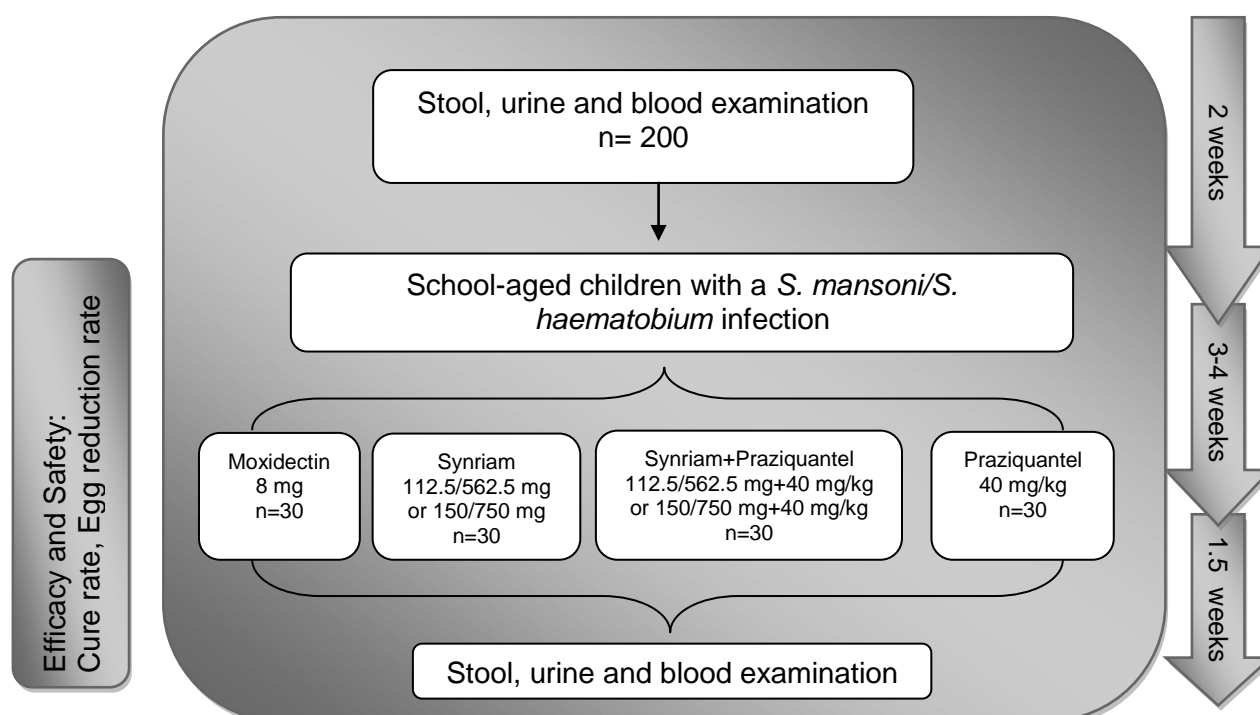 Stool, urine and blood examination
n= 200
2 weeks
School-aged children with a S. mansoni/S.
haematobium infection
3-4 weeks
Efficacy and Safety:
Cure rate, Egg reduction rate
Moxidectin
8 mg
n=30
Synriam
112.5/562.5 mg
or 150/750 mg
n=30
Synriam+Praziquantel
112.5/562.5 mg+40 mg/kg
or 150/750 mg+40 mg/kg
n=30
Praziquantel
40 mg/kg
n=30
1.5 weeks
Stool, urine and blood examination